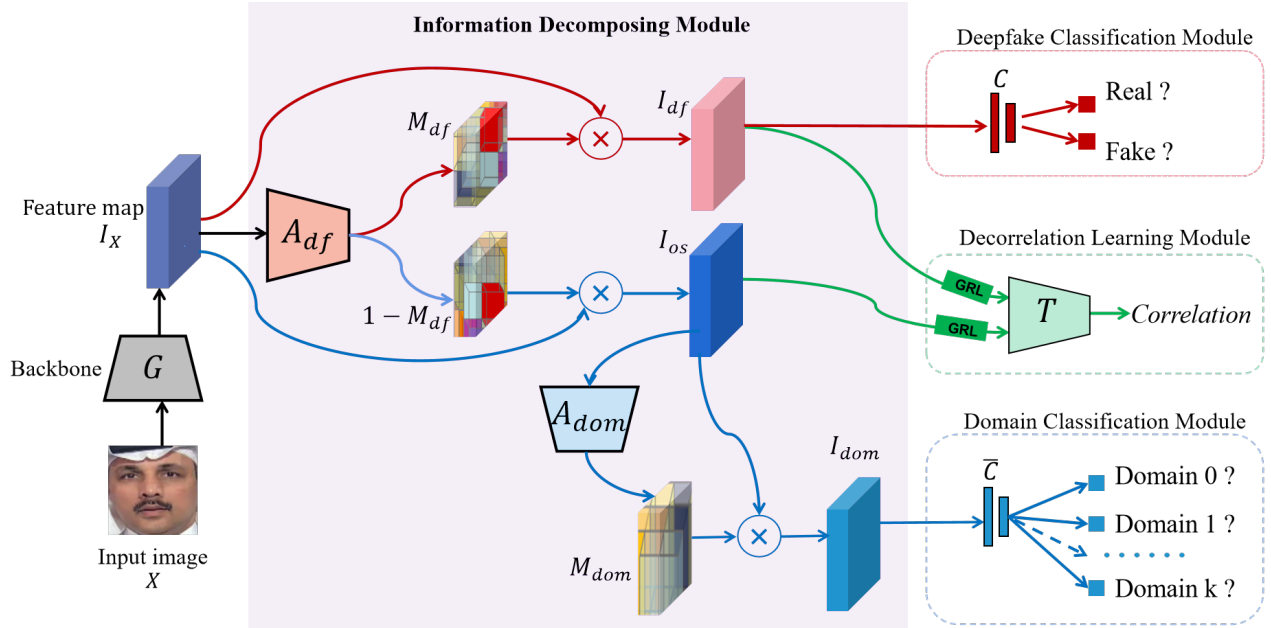 Information Decomposing Module
Deepfake Classification Module
C
Real ?
Fake ?
M_df
×
I_df
Feature map
I_X
A_df
I_os
Decorrelation Learning Module
GRL
GRL
T
Correlation
1 − M_df
×
Backbone
G
A_dom
Domain Classification Module
I_dom
C̅
Domain 0 ?
Domain 1 ?
· · · · · ·
Domain k ?
M_dom
×
Input image
X